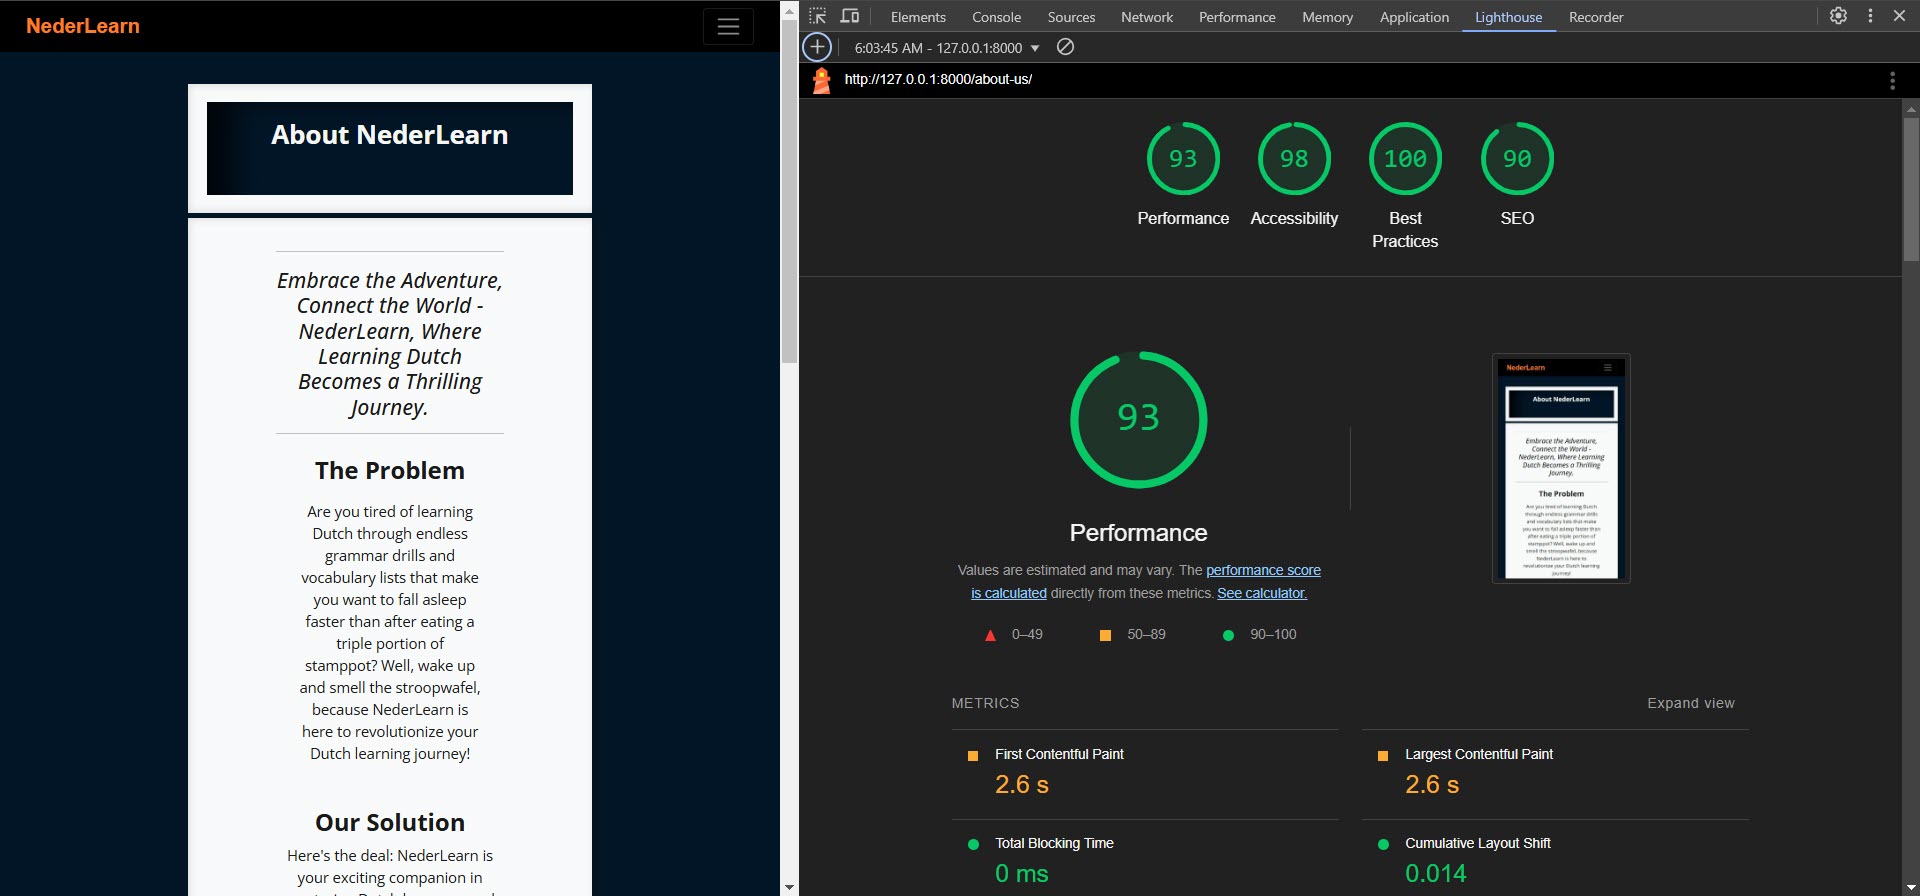 NederLearn
About NederLearn
Embrace the Adventure,
Connect the World -
NederLearn, Where
Learning Dutch
Becomes a Thrilling
Journey.
The Problem
Are you tired of learning
Dutch through endless
grammar drills and
vocabulary lists that make
you want to fall asleep
faster than after eating a
triple portion of
stamppot? Well, wake up
and smell the stroopwafel,
because NederLearn is
here to revolutionize your
Dutch learning journey!
Our Solution
Here's the deal: NederLearn is
your exciting companion in
Elements Console Sources Network Performance Memory Application Lighthouse Recorder
6:03:45 AM - 127.0.0.1:8000
http://127.0.0.1:8000/about-us/
93 98 100 90
Performance Accessibility Best Practices SEO
93
Performance
Values are estimated and may vary. The performance score
is calculated directly from these metrics. See calculator.
0–49 50–89 90–100
NederLearn
About NederLearn
Embrace the Adventure,
Connect the World -
NederLearn, Where Learning
Dutch Becomes a Thrilling
Journey.
The Problem
Are you tired of learning Dutch
through endless grammar drills
and vocabulary lists that make
you want to fall asleep faster than
after eating a triple portion of
stamppot? Well, wake up and
smell the stroopwafel, because
NederLearn is here to
revolutionize your Dutch learning
journey!
METRICS Expand view
First Contentful Paint
2.6 s
Largest Contentful Paint
2.6 s
Total Blocking Time
0 ms
Cumulative Layout Shift
0.014